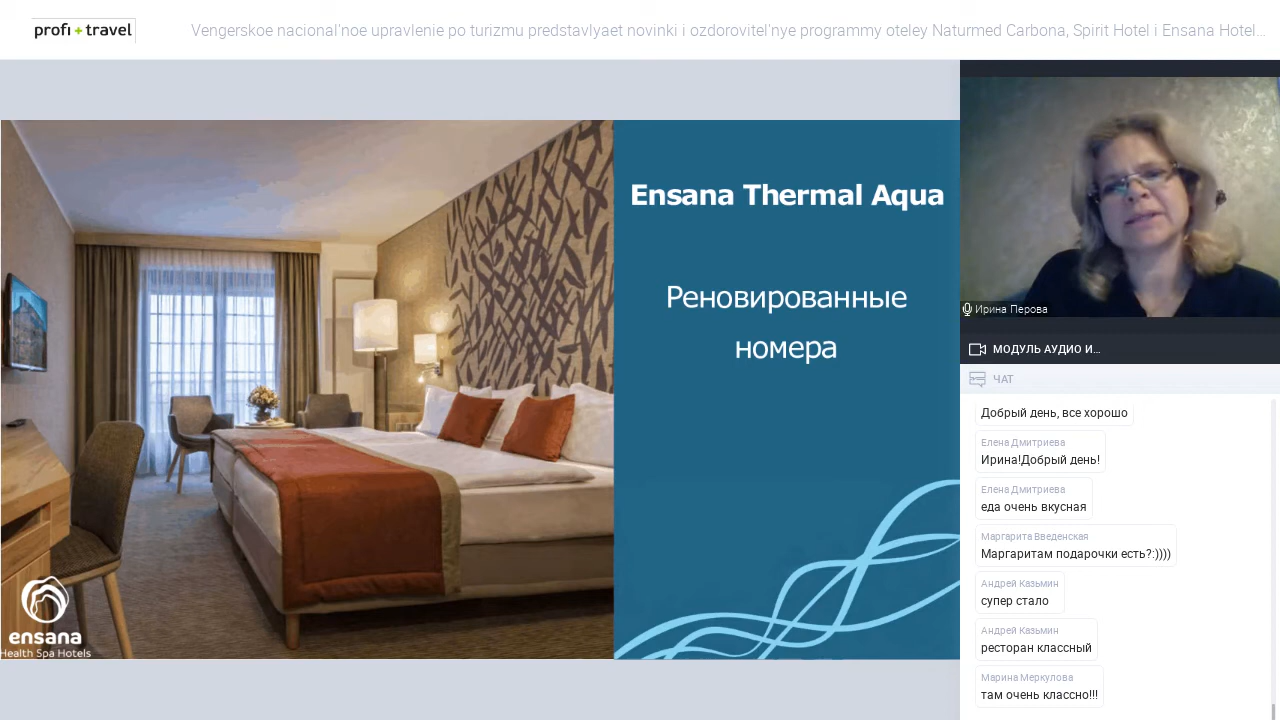 profi + travel
Vengerskoe nacional'noe upravlenie po turizmu predstavlyaet novinki i ozdorovitel'nye programmy oteley Naturmed Carbona, Spirit Hotel i Ensana Hotel...
Ensana Thermal Aqua
Реновированные
номера
ensana
Health Spa Hotels
Ирина Перова
МОДУЛЬ АУДИО И...
ЧАТ
Добрый день, все хорошо
Елена Дмитриева
Ирина!Добрый день!
Елена Дмитриева
еда очень вкусная
Маргарита Введенская
Маргаритам подарочки есть?:))))
Андрей Казьмин
супер стало
Андрей Казьмин
ресторан классный
Марина Меркулова
там очень классно!!!